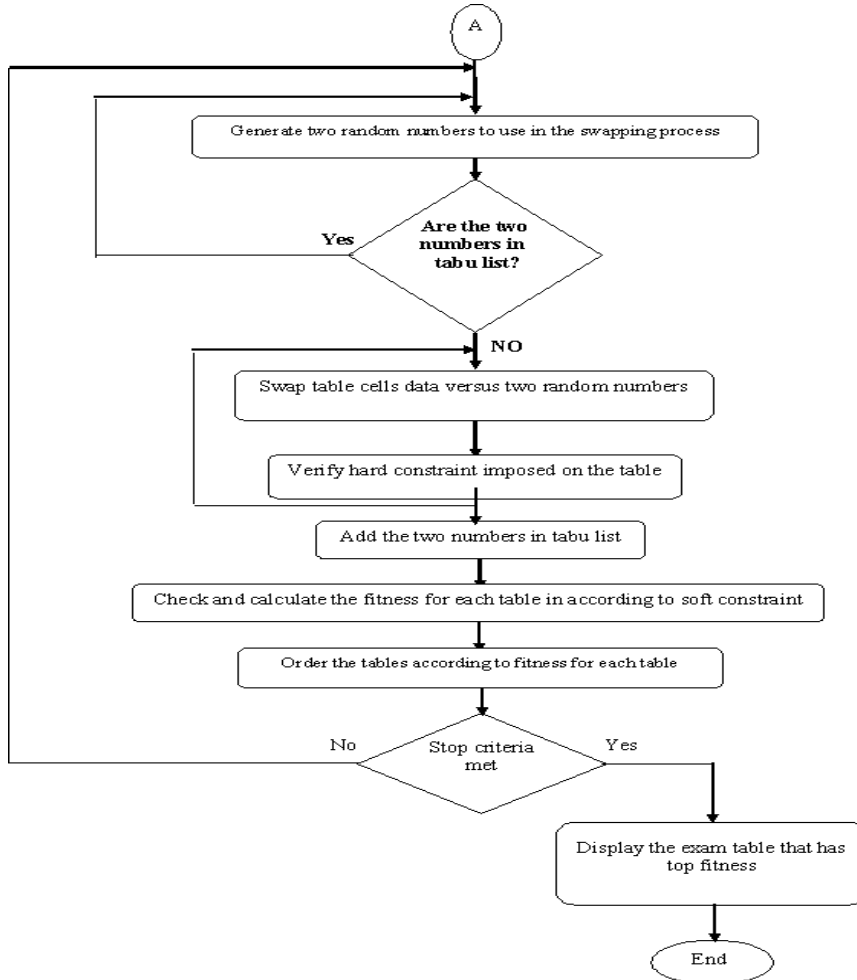 A
Generate two random numbers to use in the swapping process
Are the two
numbers in
tabu list?
Yes
NO
Swap table cells data versus two random numbers
Verify hard constraint imposed on the table
Add the two numbers in tabu list
Check and calculate the fitness for each table in according to soft constraint
Order the tables according to fitness for each table
No
Stop criteria
met
Yes
Display the exam table that has
top fitness
End